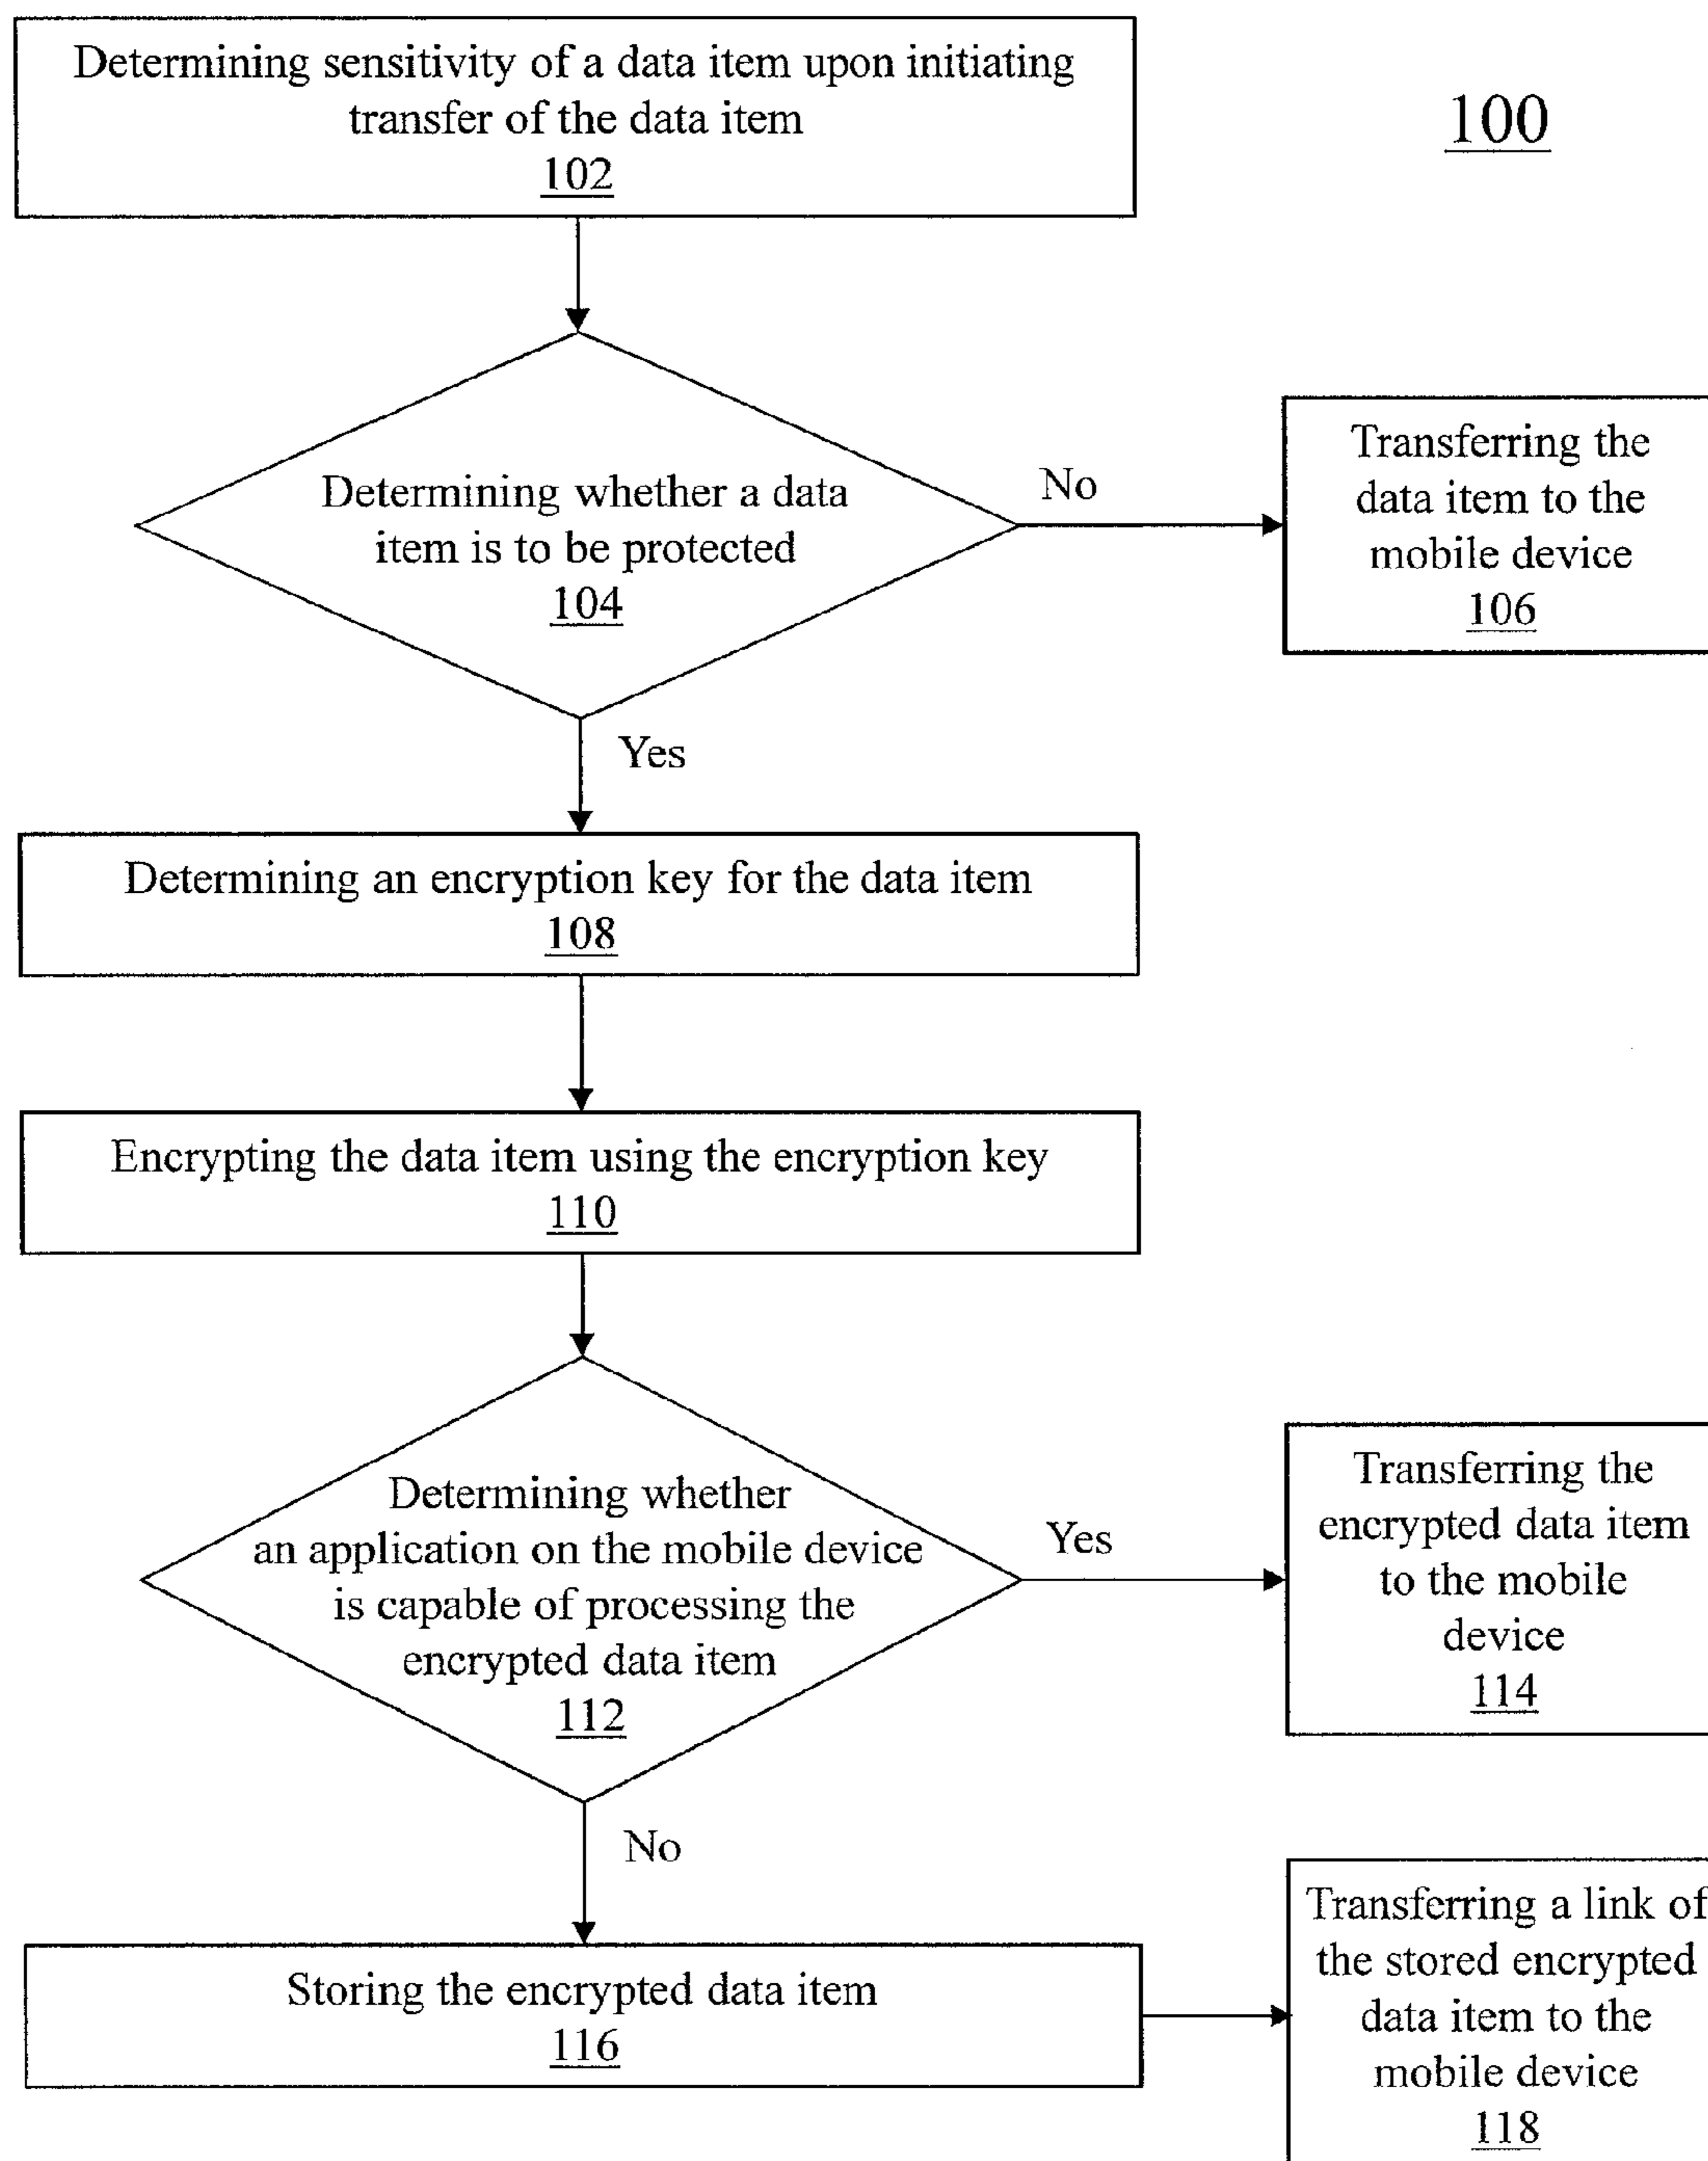 Determining sensitivity of a data item upon initiating
transfer of the data item
102
100
Determining whether a data
item is to be protected
104
No
Transferring the
data item to the
mobile device
106
Yes
Determining an encryption key for the data item
108
Encrypting the data item using the encryption key
110
Determining whether
an application on the mobile device
is capable of processing the
encrypted data item
112
Yes
Transferring the
encrypted data item
to the mobile
device
114
No
Storing the encrypted data item
116
Transferring a link of
the stored encrypted
data item to the
mobile device
118